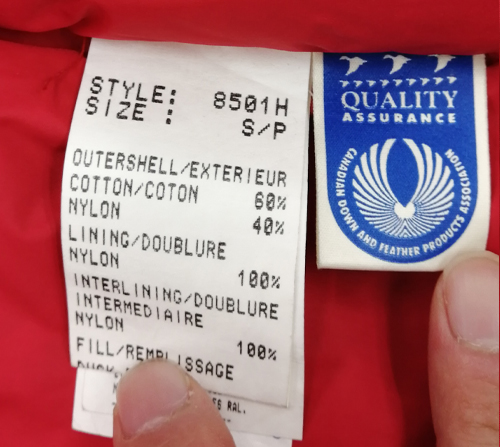 STYLE: 8501H
SIZE : S/P
OUTERSHELL/EXTERIEUR
COTTON/COTON 60%
NYLON 40%
LINING/DOUBLURE
NYLON 100%
INTERLINING/DOUBLURE
INTERMEDIAIRE
NYLON 100%
FILL/REMPLISSAGE
RAL.
QUALITY
ASSURANCE
CANADIAN DOWN AND FEATHER PRODUCTS ASSOCIATION